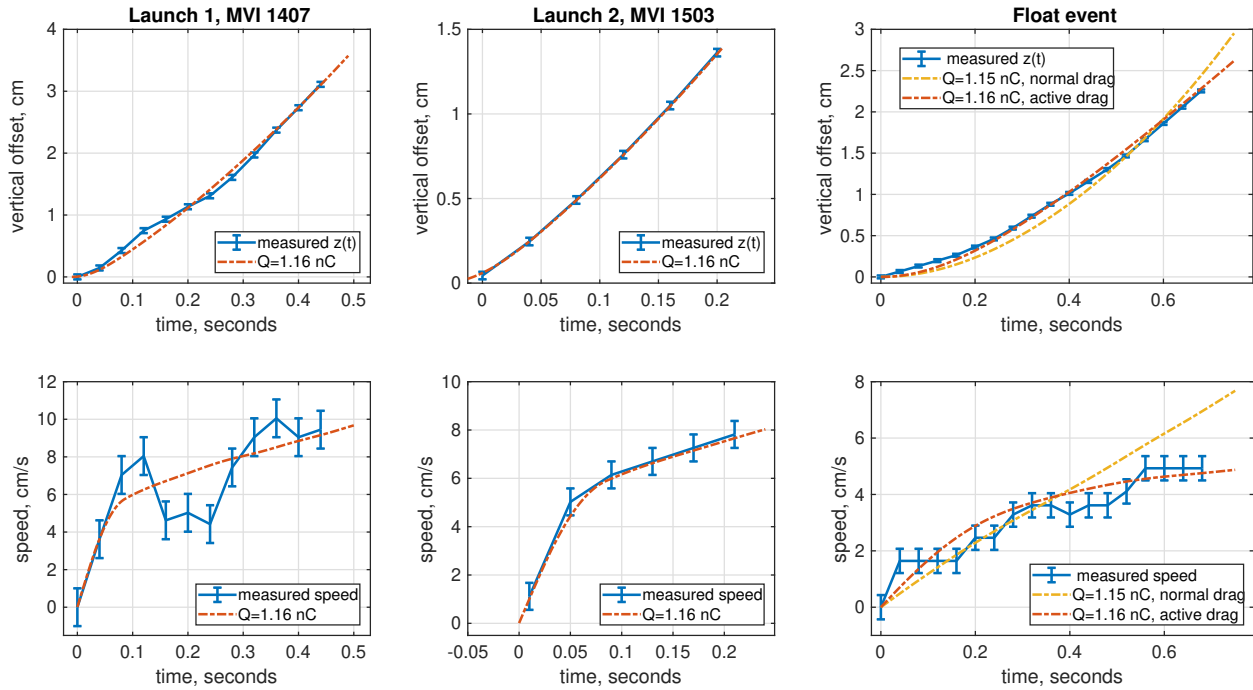 Launch 1, MVI 1407
4
3
2
1
0
0
0.1
0.2
0.3
0.4
0.5
vertical offset, cm
time, seconds
measured z(t)
Q=1.16 nC
Launch 2, MVI 1503
1.5
1
0.5
0
0
0.05
0.1
0.15
0.2
vertical offset, cm
time, seconds
measured z(t)
Q=1.16 nC
Float event
3
2.5
2
1.5
1
0.5
0
0
0.2
0.4
0.6
vertical offset, cm
time, seconds
measured z(t)
Q=1.15 nC, normal drag
Q=1.16 nC, active drag
12
10
8
6
4
2
0
0
0.1
0.2
0.3
0.4
0.5
speed, cm/s
time, seconds
measured speed
Q=1.16 nC
10
8
6
4
2
0
-0.05
0
0.05
0.1
0.15
0.2
speed, cm/s
time, seconds
measured speed
Q=1.16 nC
8
6
4
2
0
0
0.2
0.4
0.6
speed, cm/s
time, seconds
measured speed
Q=1.15 nC, normal drag
Q=1.16 nC, active drag